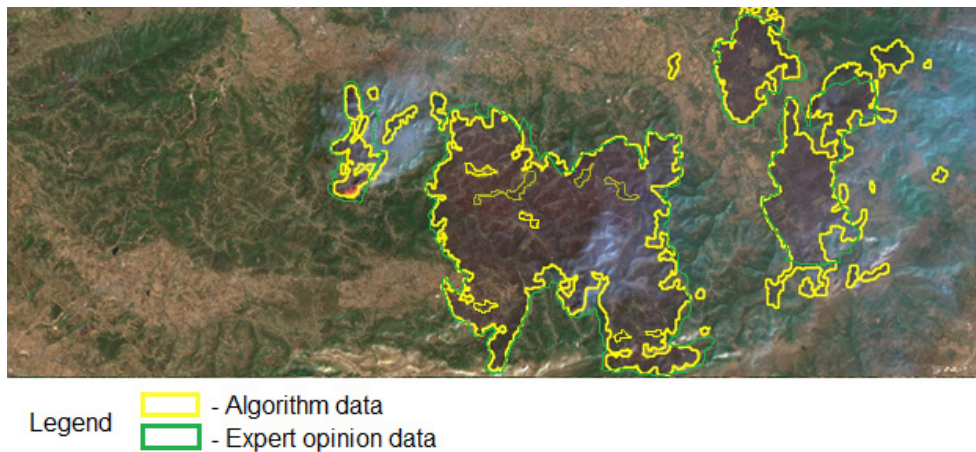 Legend
- Algorithm data
- Expert opinion data